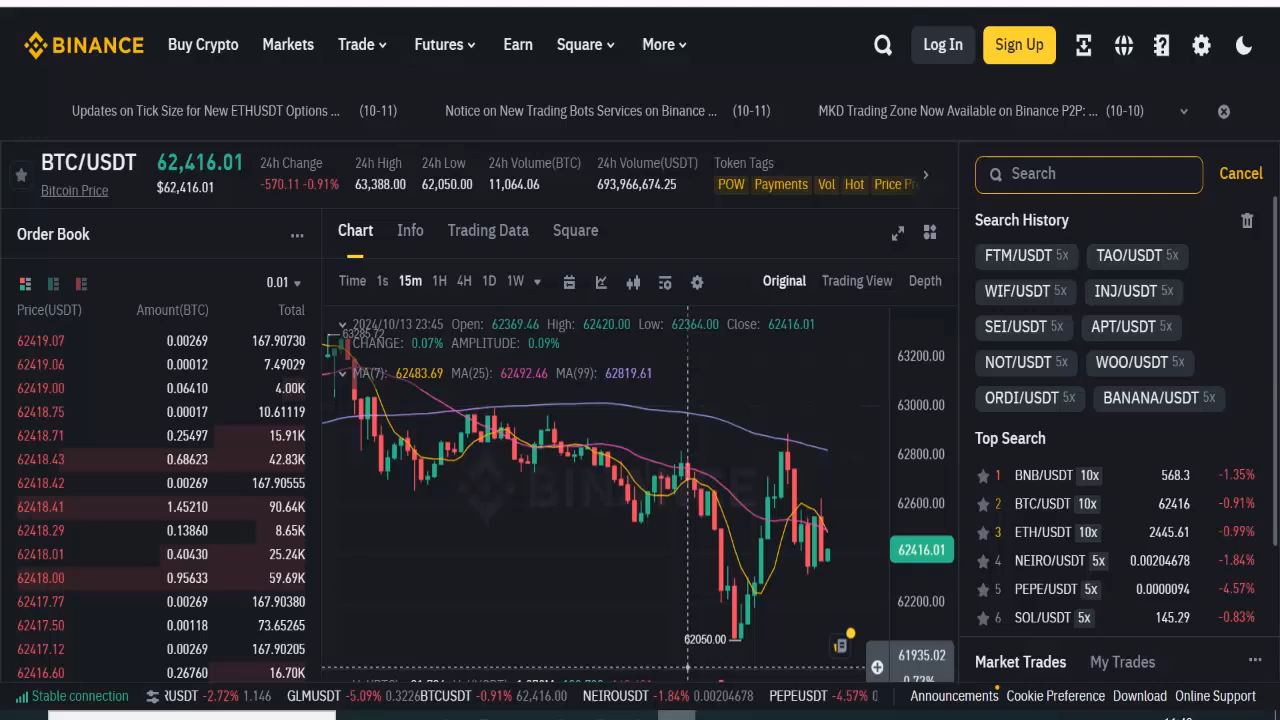 BINANCE Buy Crypto Markets Trade Futures Earn Square More Log In Sign Up
Updates on Tick Size for New ETHUSDT Options ... (10-11) Notice on New Trading Bots Services on Binance ... (10-11) MKD Trading Zone Now Available on Binance P2P: ... (10-10)
BTC/USDT 62,416.01 24h Change 24h High 24h Low 24h Volume(BTC) 24h Volume(USDT) Token Tags
Bitcoin Price $62,416.01 -570.11 -0.91% 63,388.00 62,050.00 11,064.06 693,966,674.25 POW Payments Vol Hot Price
Order Book
...
Price(USDT) Amount(BTC) Total
0.01
62419.07 0.00269 167.90730
62419.06 0.00012 7.49029
62419.00 0.06410 4.00K
62418.75 0.00017 10.61119
62418.71 0.25497 15.91K
62418.43 0.68623 42.83K
62418.42 0.00269 167.90555
62418.41 1.45210 90.64K
62418.29 0.13860 8.65K
62418.01 0.40430 25.24K
62418.00 0.95633 59.69K
62417.77 0.00269 167.90380
62417.50 0.00118 73.65265
62417.12 0.00269 167.90205
62416.60 0.26760 16.70K
Chart Info Trading Data Square
Time 1s 15m 1H 4H 1D 1W Original Trading View Depth
2024/10/13 23:45 Open: 62369.46 High: 62420.00 Low: 62364.00 Close: 62416.01
CHANGE: 0.07% AMPLITUDE: 0.09%
MA(7): 62483.69 MA(25): 62492.46 MA(99): 62819.61
BINANCE
62050.00
63200.00
63000.00
62800.00
62600.00
62416.01
62200.00
61935.02
0.73%
Search Cancel
Search History
FTM/USDT 5x TAO/USDT 5x
WIF/USDT 5x INJ/USDT 5x
SEI/USDT 5x APT/USDT 5x
NOT/USDT 5x WOO/USDT 5x
ORDI/USDT 5x BANANA/USDT 5x
Top Search
1 BNB/USDT 10x 568.3 -1.35%
2 BTC/USDT 10x 62416 -0.91%
3 ETH/USDT 10x 2445.61 -0.99%
4 NEIRO/USDT 5x 0.00204678 -1.84%
5 PEPE/USDT 5x 0.0000094 -4.57%
6 SOL/USDT 5x 145.29 -0.83%
Market Trades My Trades
Stable connection RUSDT -2.72% 1.146 GLMUSDT -5.09% 0.3226 BTCUSDT -0.91% 62,416.00 NEIROUSDT -1.84% 0.00204678 PEPEUSDT -4.57% Announcements Cookie Preference Download Online Support